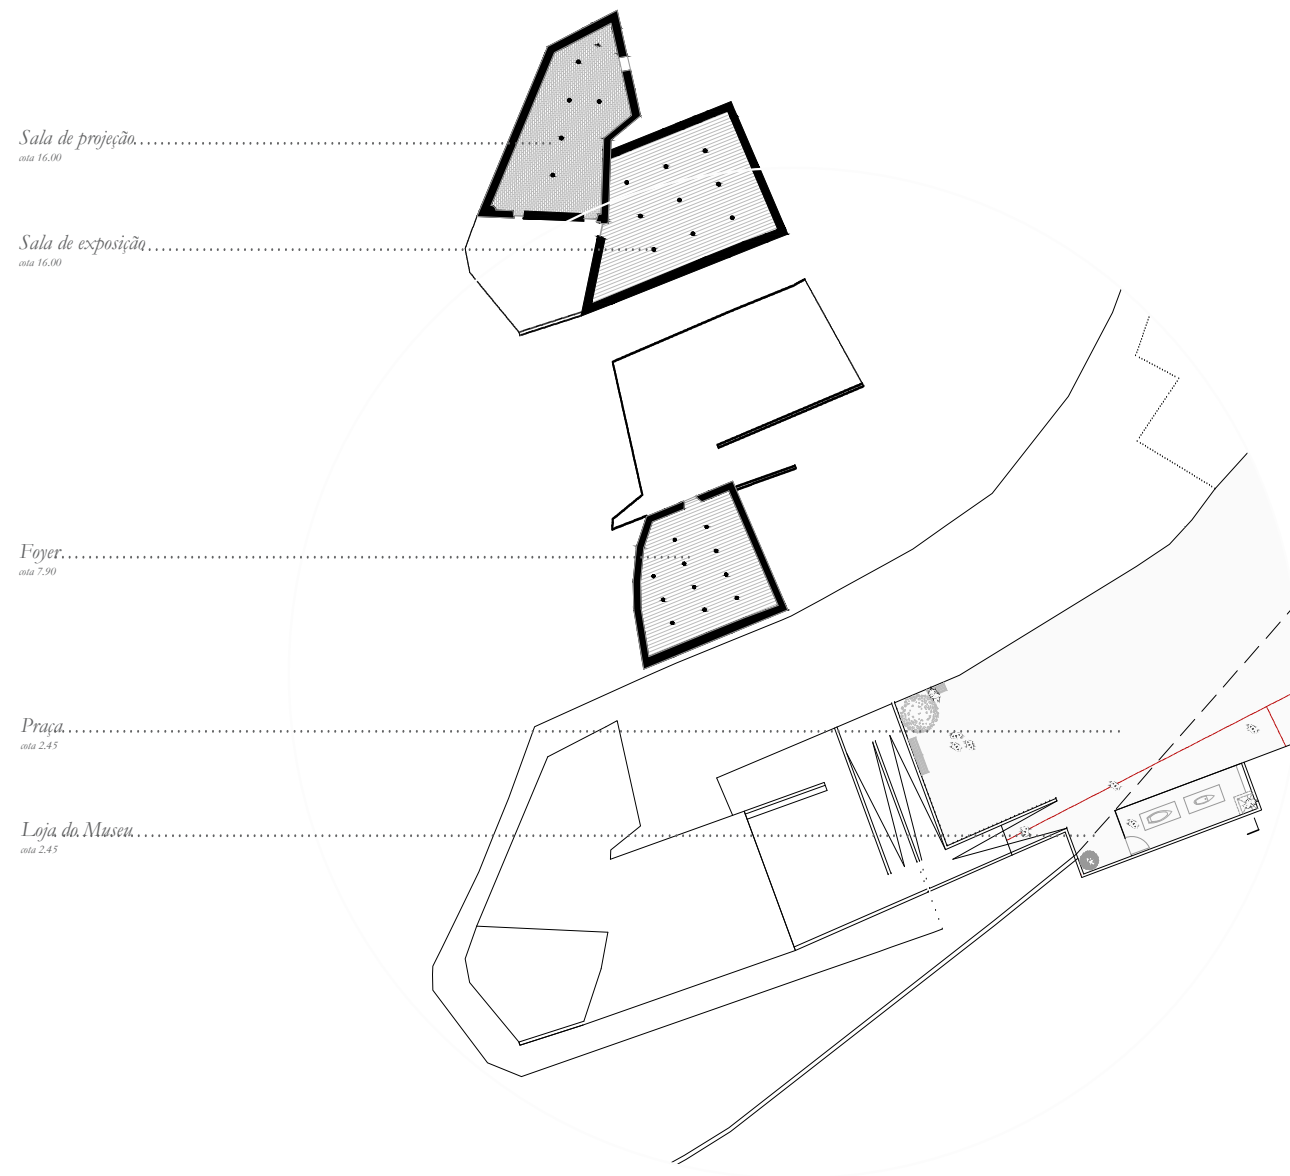 Sala de projeção
cota 16.00
Sala de exposição
cota 16.00
Foyer
cota 7.90
Praça
cota 2.45
Loja do Museu
cota 2.45